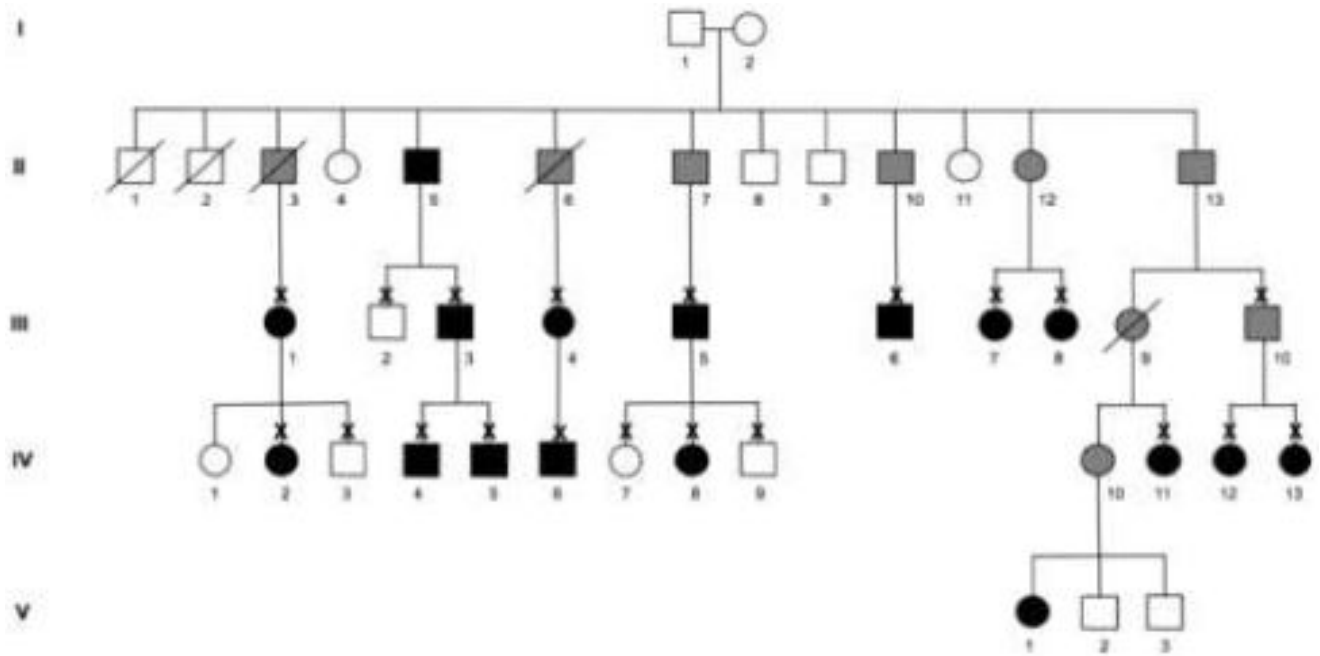 I
1 2
II
1 2 3 4 5 6 7 8 9 10 11 12 13
X X X X X X X X X
III
1 2 3 4 5 6 7 8 9 10
X X X X X X X X X X X X
IV
1 2 3 4 5 6 7 8 9 10 11 12 13
V
1 2 3